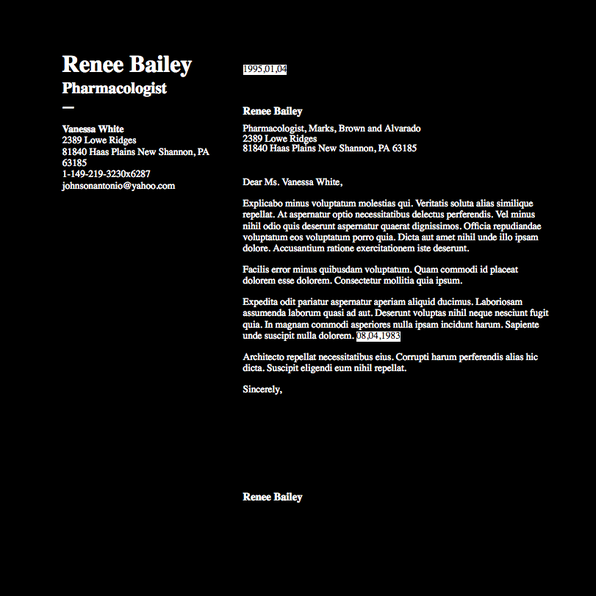 Renee Bailey
Pharmacologist
Vanessa White
2389 Lowe Ridges
81840 Haas Plains New Shannon, PA
63185
1-149-219-3230x6287
johnsonantonio@yahoo.com
1995,01,04
Renee Bailey
Pharmacologist, Marks, Brown and Alvarado
2389 Lowe Ridges
81840 Haas Plains New Shannon, PA 63185
Dear Ms. Vanessa White,
Explicabo minus voluptatum molestias qui. Veritatis soluta alias similique
repellat. At aspernatur optio necessitatibus delectus perferendis. Vel minus
nihil odio quis deserunt aspernatur quaerat dignissimos. Officia repudiandae
voluptatum eos voluptatum porro quia. Dicta aut amet nihil unde illo ipsam
dolore. Accusantium ratione exercitationem iste deserunt.
Facilis error minus quibusdam voluptatum. Quam commodi id placeat
dolorem esse dolorem. Consectetur mollitia quia ipsum.
Expedita odit pariatur aspernatur aperiam aliquid ducimus. Laboriosam
assumenda laborum quasi ad aut. Deserunt voluptas nihil neque nesciunt fugit
quia. In magnam commodi asperiores nulla ipsam incidunt harum. Sapiente
unde suscipit nulla dolorem. 08,04,1983
Architecto repellat necessitatibus eius. Corrupti harum perferendis alias hic
dicta. Suscipit eligendi eum nihil repellat.
Sincerely,
Renee Bailey